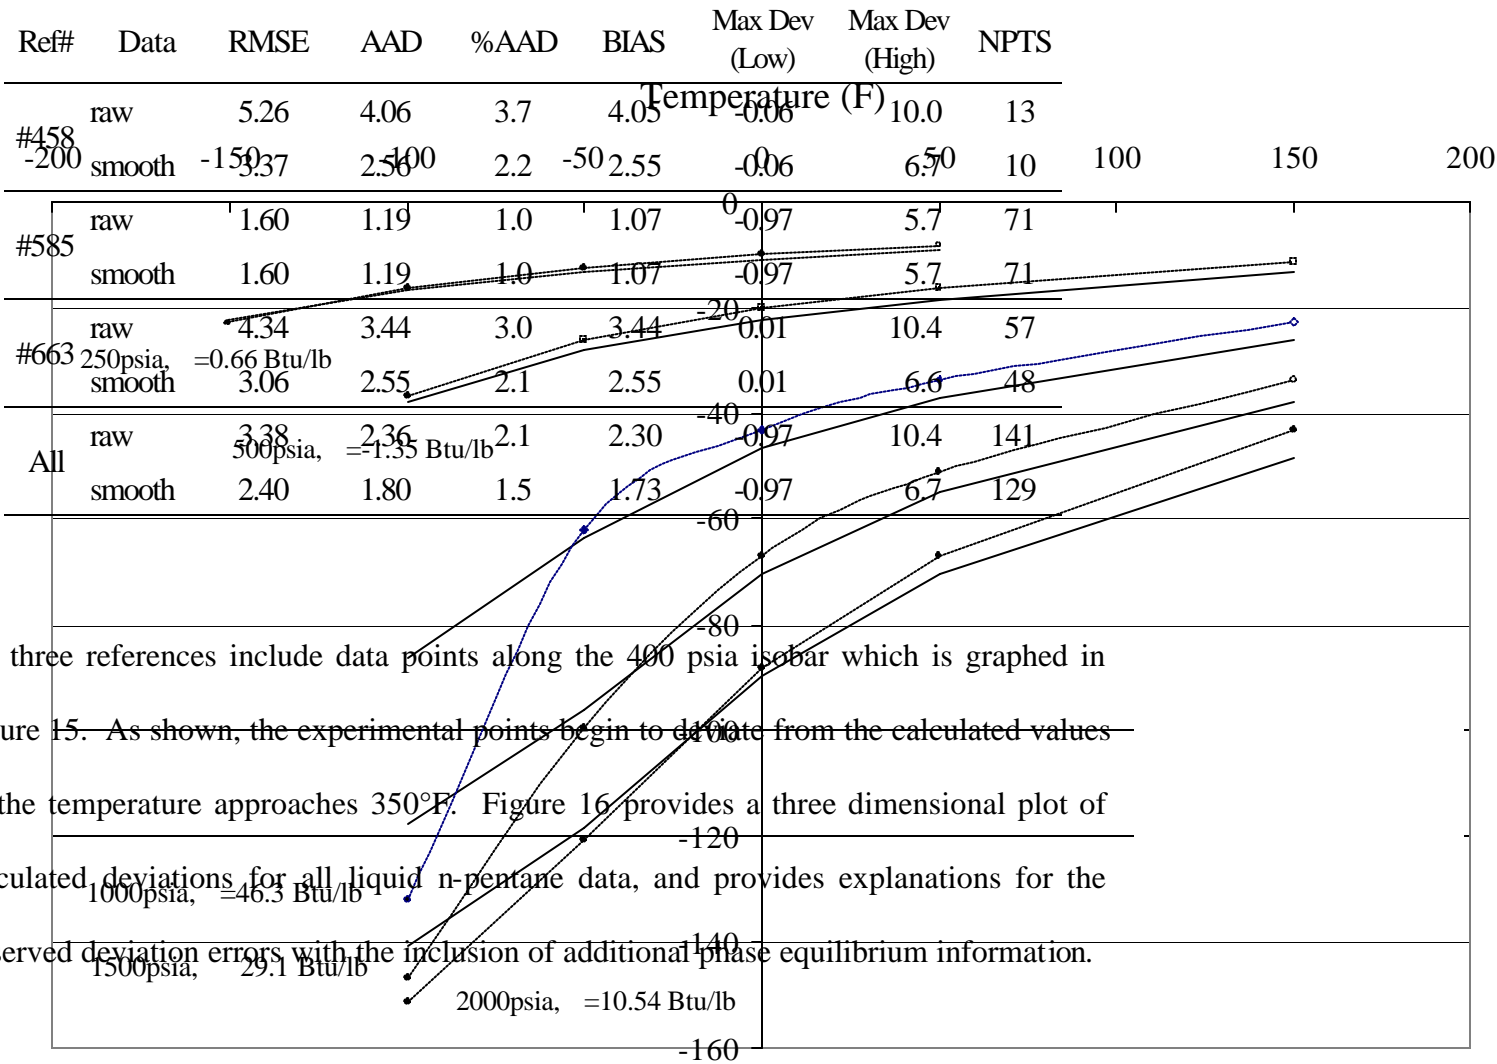 Ref# Data RMSE AAD %AAD BIAS Max Dev (Low) Max Dev (High) NPTS
#458 raw 5.26 4.06 3.7 4.05 -0.06 10.0 13
smooth 3.37 2.56 2.2 2.55 -0.06 6.7 10
#585 raw 1.60 1.19 1.0 1.07 -0.97 5.7 71
smooth 1.60 1.19 1.0 1.07 -0.97 5.7 71
#663 raw 4.34 3.44 3.0 3.44 0.01 10.4 57
smooth 3.06 2.55 2.1 2.55 0.01 6.6 48
All raw 3.38 2.36 2.1 2.30 -0.97 10.4 141
smooth 2.40 1.80 1.5 1.73 -0.97 6.7 129
Temperature (F)
-200 -150 -100 -50 0 50 100 150 200
0
-20
-40
-60
-80
-100
-120
-140
-160
250psia, =0.66 Btu/lb
500psia, =-1.35 Btu/lb
1000psia, =46.3 Btu/lb
1500psia, 29.1 Btu/lb
2000psia, =10.54 Btu/lb
three references include data points along the 400 psia isobar which is graphed in
ure 15. As shown, the experimental points begin to deviate from the calculated values
the temperature approaches 350°F. Figure 16 provides a three dimensional plot of
culated deviations for all liquid n-pentane data, and provides explanations for the
served deviation errors with the inclusion of additional phase equilibrium information.